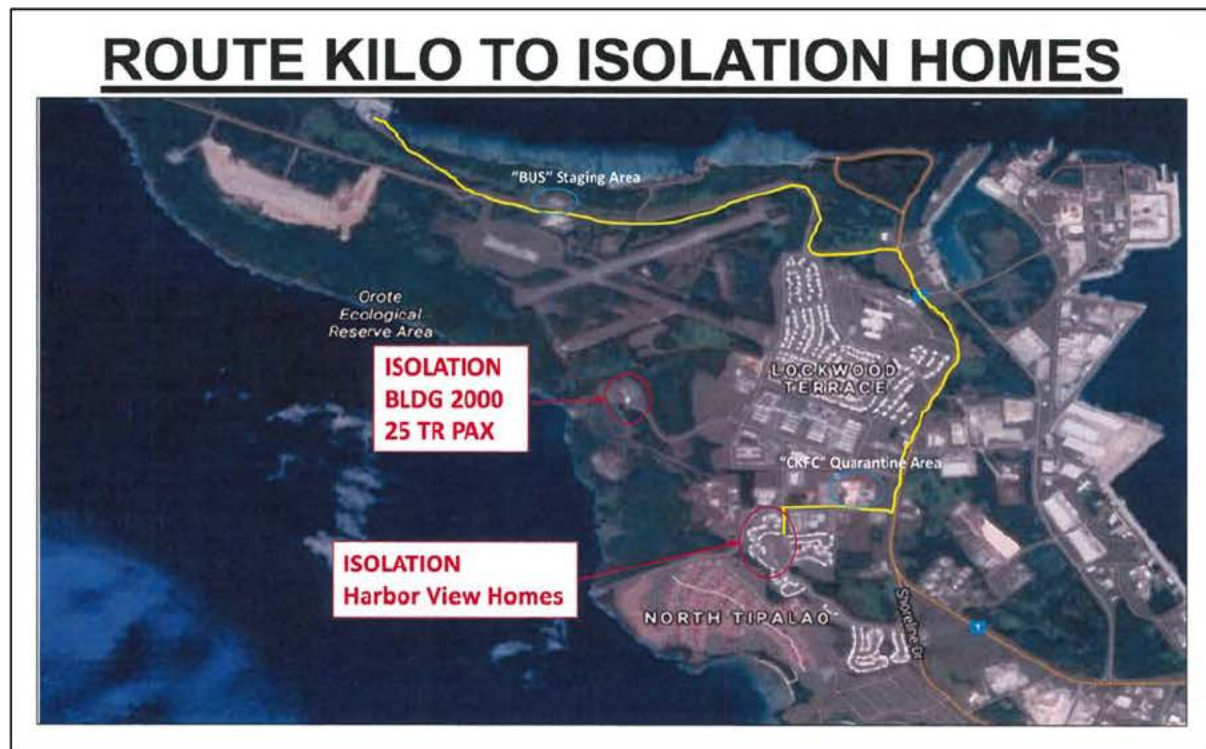 ROUTE KILO TO ISOLATION HOMES
"BUS" Staging Area
Orote
Ecological
Reserve Area
ISOLATION
BLDG 2000
25 TR PAX
LOCKWOOD
TERRACE
"CKFC" Quarantine Area
ISOLATION
Harbor View Homes
NORTH TIPALAO
Shoreline Dr
1